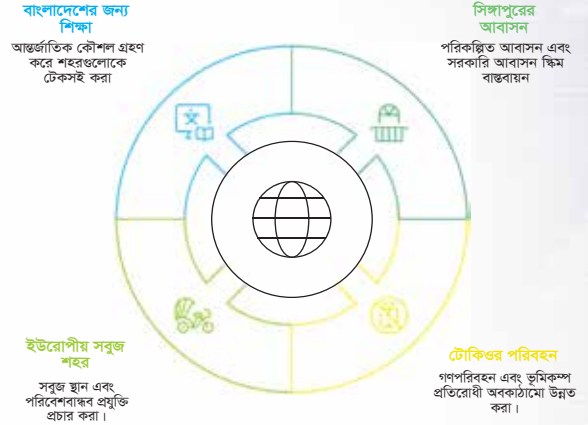 বাংলাদেশের জন্য
শিক্ষা
আন্তর্জাতিক কৌশল গ্রহণ
করে শহরগুলোকে
টেকসই করা
সিঙ্গাপুরের
আবাসন
পরিকল্পিত আবাসন এবং
সরকারি আবাসন স্কিম
বাস্তবায়ন
ইউরোপীয় সবুজ
শহর
সবুজ স্থান এবং
পরিবেশবান্ধব প্রযুক্তি
প্রচার করা।
টোকিওর পরিবহন
গণপরিবহন এবং ভূমিকম্প
প্রতিরোধী অবকাঠামো উন্নত
করা।